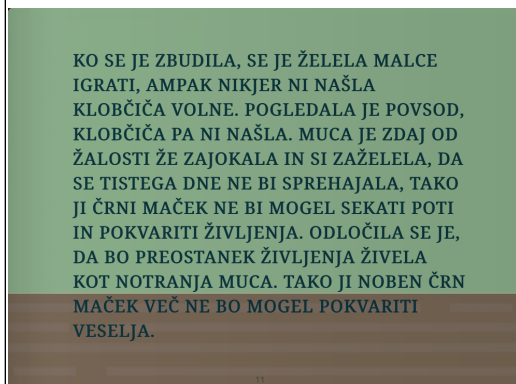 KO SE JE ZBUDILA, SE JE ŽELELA MALCE
IGRATI, AMPAK NIKJER NI NAŠLA
KLOBČIČA VOLNE. POGLEDALA JE POVSOD,
KLOBČIČA PA NI NAŠLA. MUCA JE ZDAJ OD
ŽALOSTI ŽE ZAJOKALA IN SI ZAŽELELA, DA
SE TISTEGA DNE NE BI SPREHAJALA, TAKO
JI ČRNI MAČEK NE BI MOGEL SEKATI POTI
IN POKVARITI ŽIVLJENJA. ODLOČILA SE JE,
DA BO PREOSTANEK ŽIVLJENJA ŽIVELA
KOT NOTRANJA MUCA. TAKO JI NOBEN ČRN
MAČEK VEČ NE BO MOGEL POKVARITI
VESELJA.
11